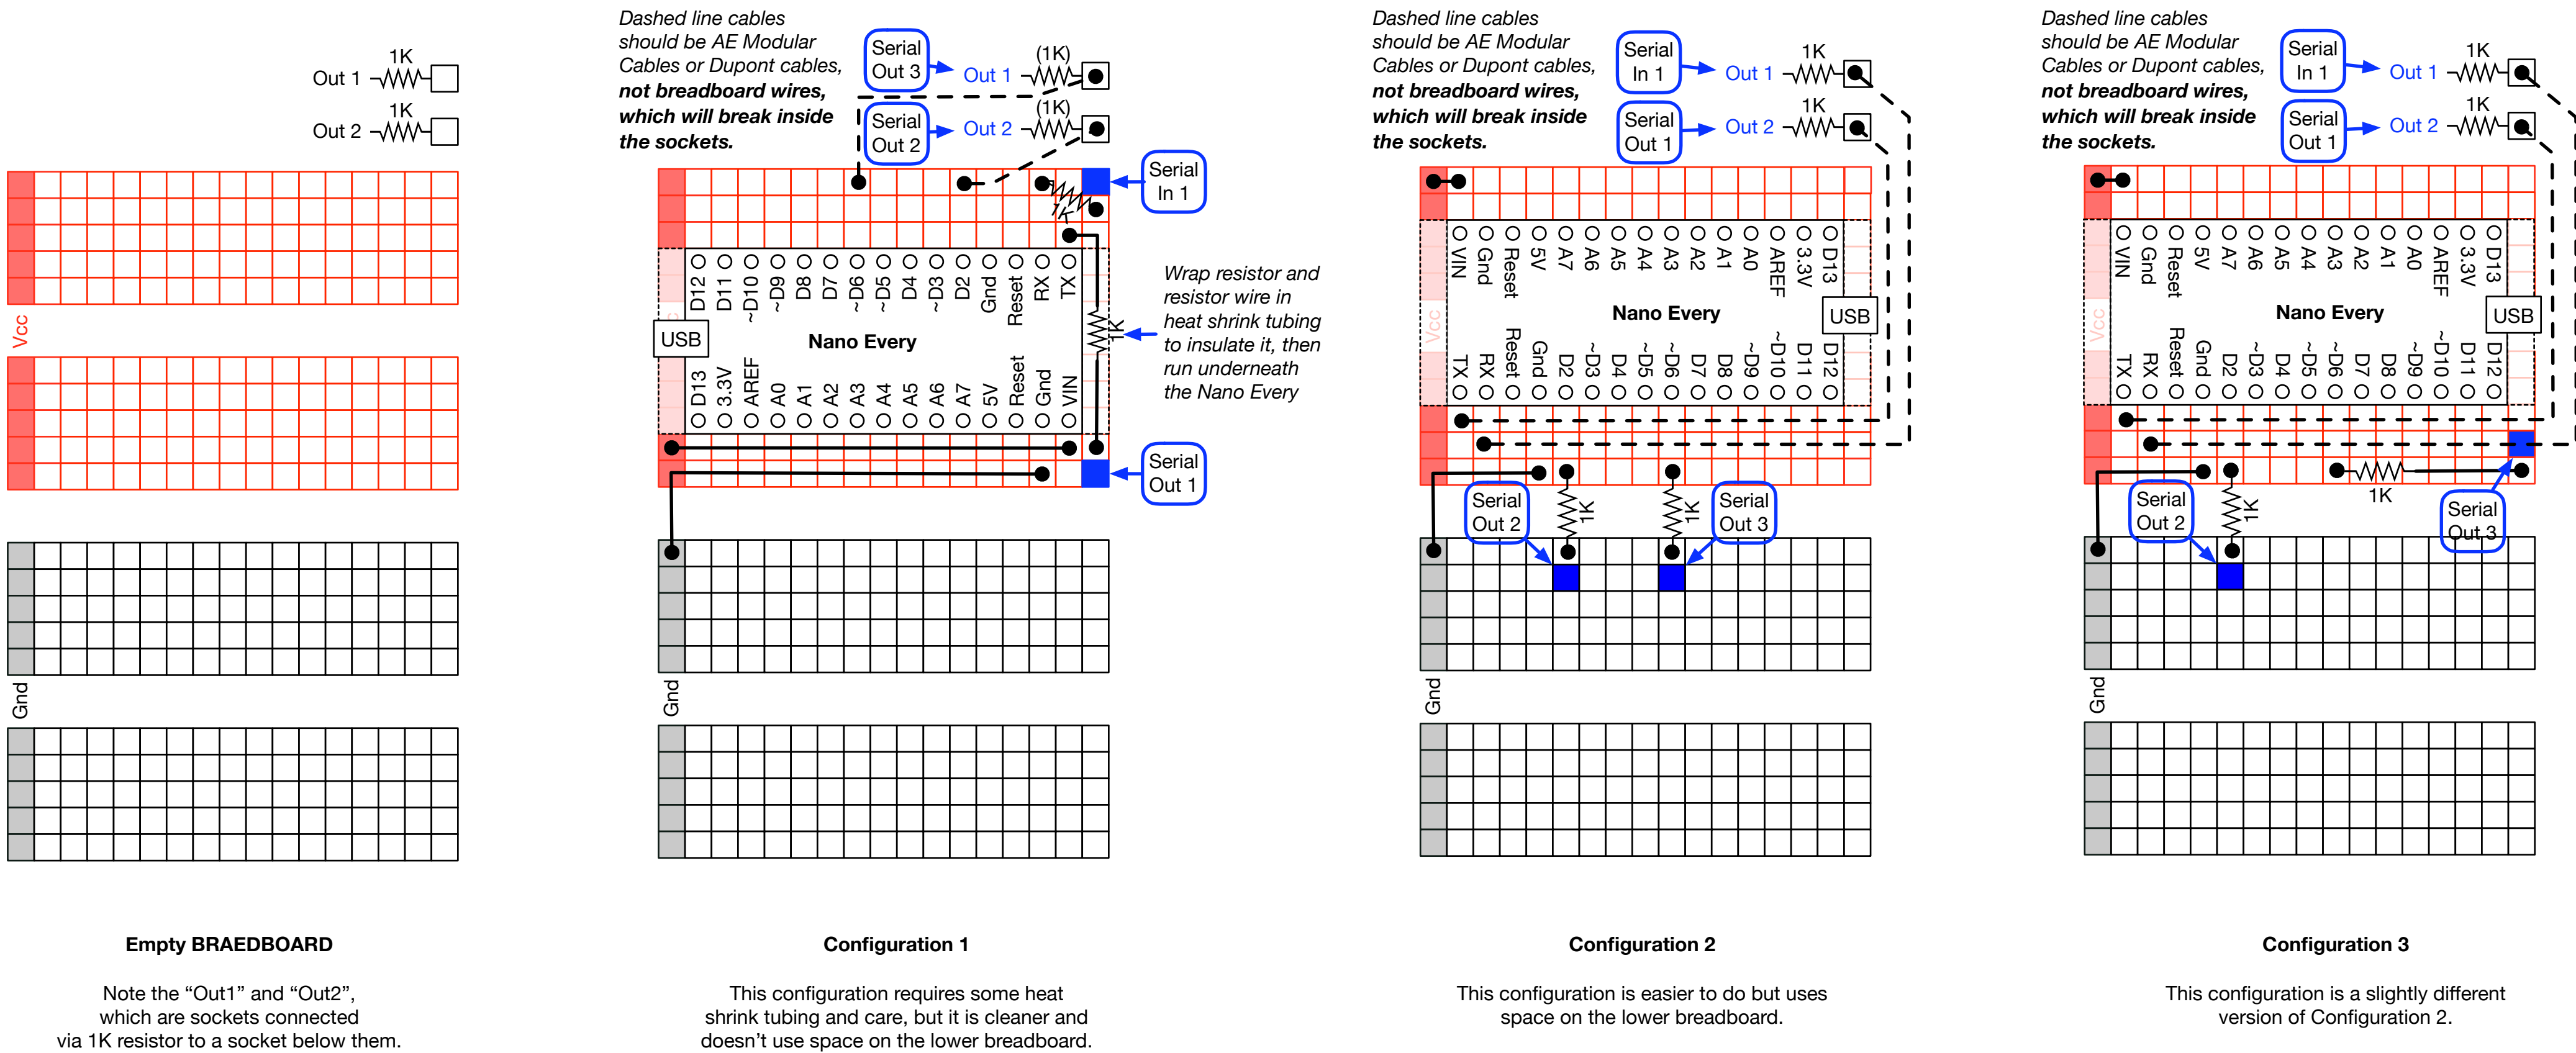 1K
Out 1
1K
Out 2
Vcc
Gnd
Empty BRAEDBOARD
Note the “Out1” and “Out2”,
which are sockets connected
via 1K resistor to a socket below them.
Dashed line cables
should be AE Modular
Cables or Dupont cables,
not breadboard wires,
which will break inside
the sockets.
Serial
Out 3
Out 1
(1K)
Serial
Out 2
Out 2
(1K)
Serial
In 1
1K
D12
D11
~D10
~D9
D8
D7
~D6
~D5
D4
~D3
D2
Gnd
Reset
RX
TX
USB
Nano Every
1K
Wrap resistor and
resistor wire in
heat shrink tubing
to insulate it, then
run underneath
the Nano Every
D13
3.3V
AREF
A0
A1
A2
A3
A4
A5
A6
A7
5V
Reset
Gnd
VIN
Serial
Out 1
Gnd
Configuration 1
This configuration requires some heat
shrink tubing and care, but it is cleaner and
doesn’t use space on the lower breadboard.
Dashed line cables
should be AE Modular
Cables or Dupont cables,
not breadboard wires,
which will break inside
the sockets.
Serial
In 1
Out 1
1K
Serial
Out 1
Out 2
1K
VIN
Gnd
Reset
5V
A7
A6
A5
A4
A3
A2
A1
A0
AREF
3.3V
D13
Vcc
Nano Every
USB
TX
RX
Reset
Gnd
D2
~D3
D4
~D5
~D6
D7
D8
~D9
~D10
D11
D12
Serial
Out 2
1K
1K
Serial
Out 3
Gnd
Configuration 2
This configuration is easier to do but uses
space on the lower breadboard.
Dashed line cables
should be AE Modular
Cables or Dupont cables,
not breadboard wires,
which will break inside
the sockets.
Serial
In 1
Out 1
1K
Serial
Out 1
Out 2
1K
VIN
Gnd
Reset
5V
A7
A6
A5
A4
A3
A2
A1
A0
AREF
3.3V
D13
Vcc
Nano Every
USB
TX
RX
Reset
Gnd
D2
~D3
D4
~D5
~D6
D7
D8
~D9
~D10
D11
D12
Serial
Out 2
1K
1K
Serial
Out 3
Gnd
Configuration 3
This configuration is a slightly different
version of Configuration 2.